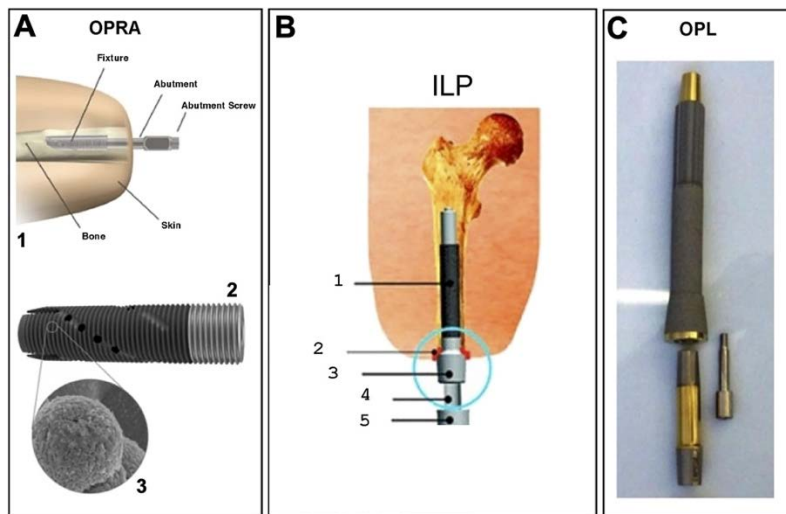 A
OPRA
Fixture
Abutment
Abutment Screw
Skin
Bone
1
2
3
B
ILP
1
2
3
4
5
C
OPL